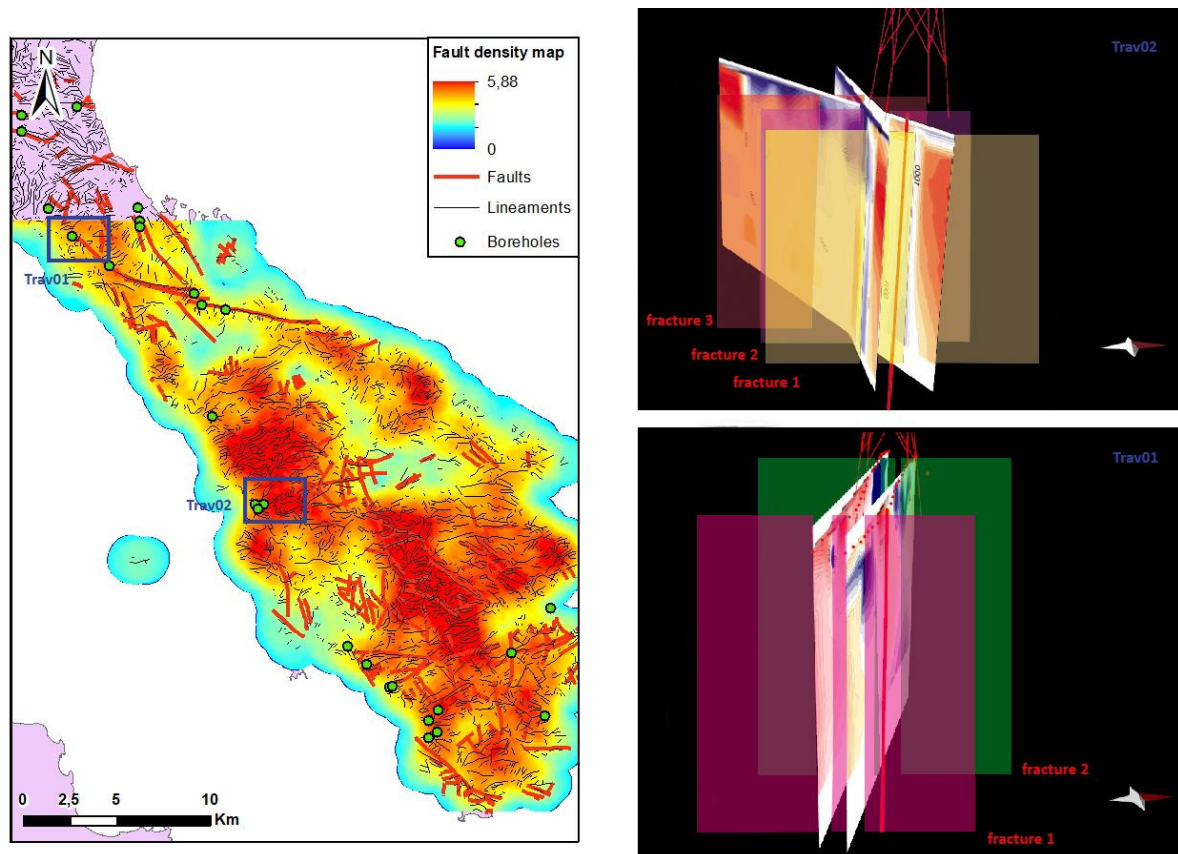 N
Fault density map
5,88
0
Faults
Lineaments
Boreholes
Trav01
Trav02
0 2,5 5 10
Km
Trav02
1000
fracture 3
fracture 2
fracture 1
Trav01
fracture 2
fracture 1